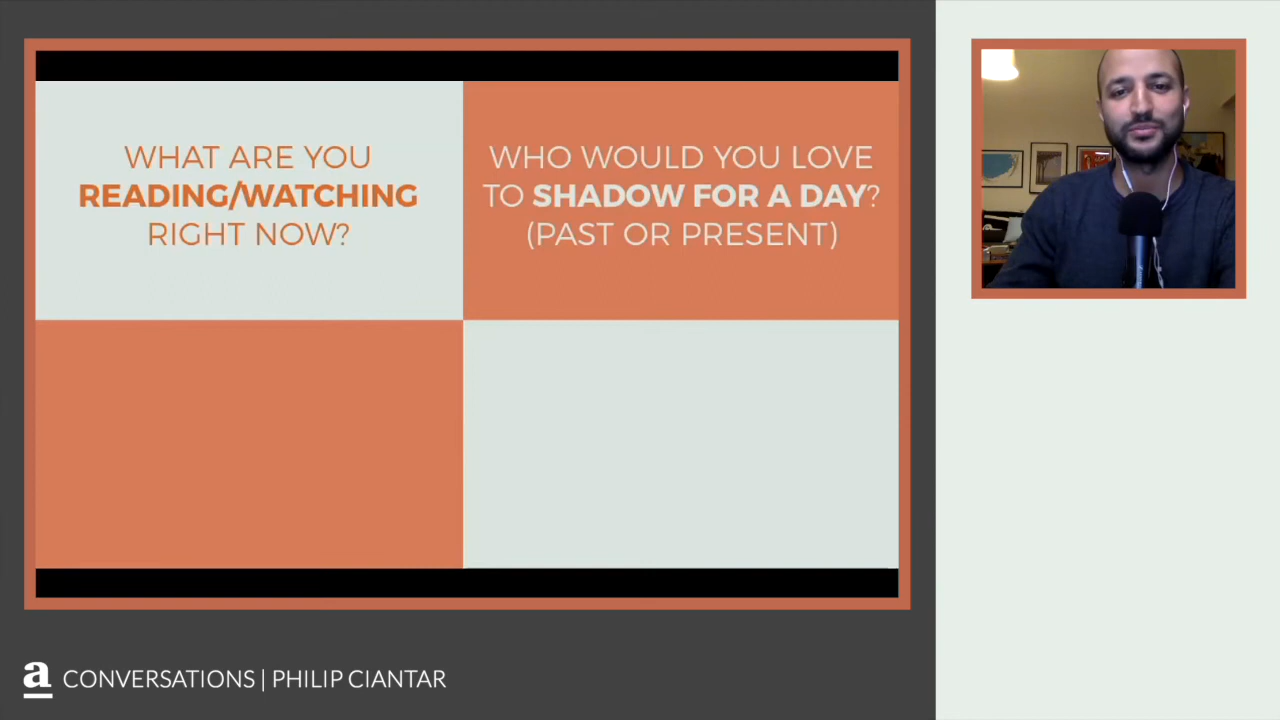 WHAT ARE YOU
READING/WATCHING
RIGHT NOW?
WHO WOULD YOU LOVE
TO SHADOW FOR A DAY?
(PAST OR PRESENT)
a CONVERSATIONS | PHILIP CIANTAR